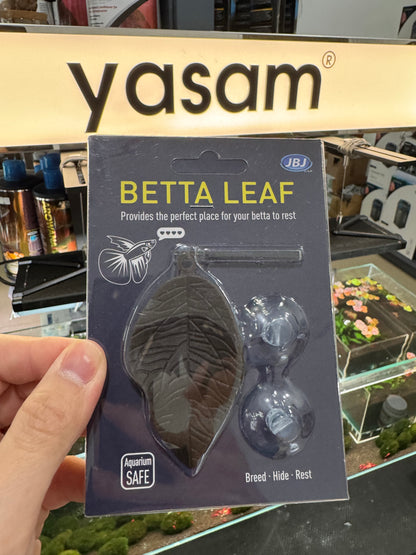 yasam®
JBJ
BETTA LEAF
Provides the perfect place for your betta to rest
Aquarium
SAFE
Breed · Hide · Rest